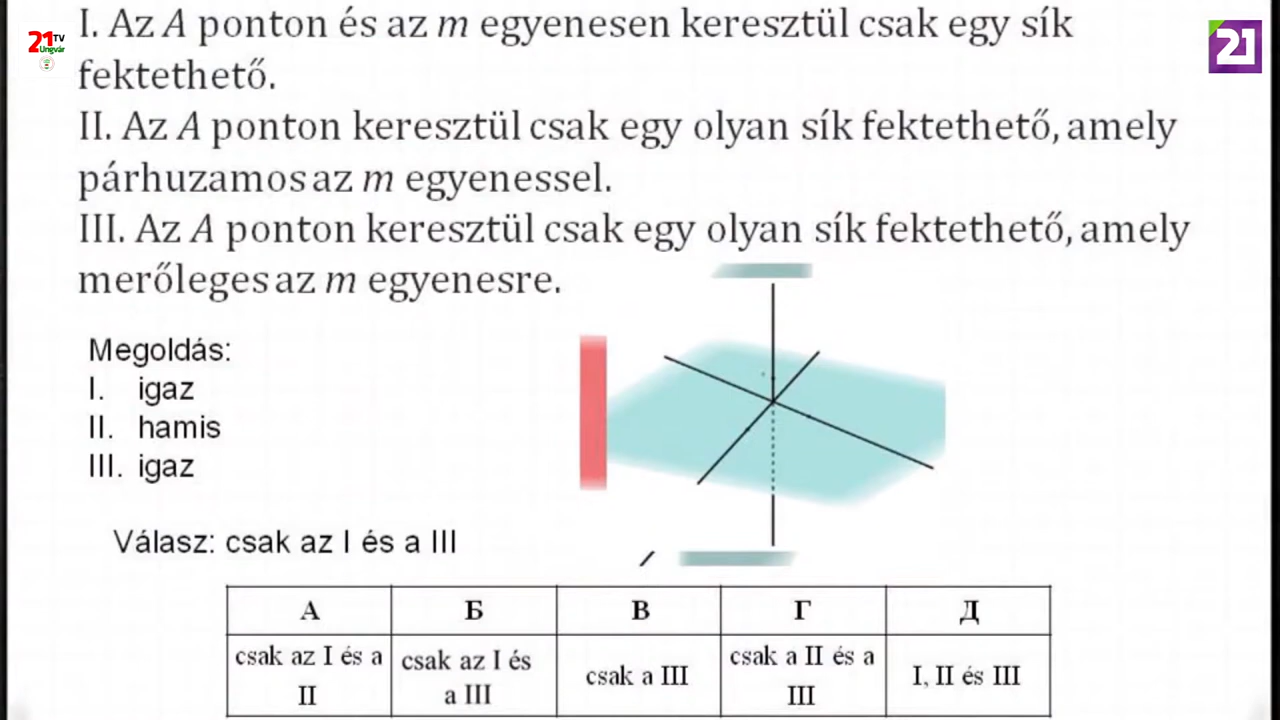 21 TV
Ungvár
21
I. Az A ponton és az m egyenesen keresztül csak egy sík
fektethető.
II. Az A ponton keresztül csak egy olyan sík fektethető, amely
párhuzamos az m egyenessel.
III. Az A ponton keresztül csak egy olyan sík fektethető, amely
merőleges az m egyenesre.
Megoldás:
I. igaz
II. hamis
III. igaz
Válasz: csak az I és a III
А Б В Г Д
csak az I és a
II
csak az I és
a III
csak a III
csak a II és a
III
I, II és III